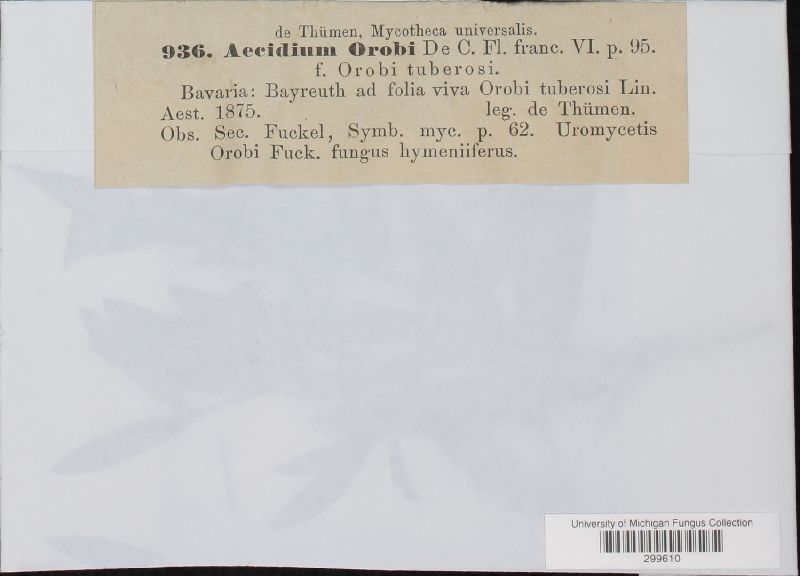 de Thümen, Mycotheca universalis.
936. Aecidium Orobi De C. Fl. franc. VI. p. 95.
f. Orobi tuberosi.
Bavaria: Bayreuth ad folia viva Orobi tuberosi Lin.
Aest. 1875. leg. de Thümen.
Obs. Sec. Fuckel, Symb. myc. p. 62. Uromycetis
Orobi Fuck. fungus hymeniiferus.
University of Michigan Fungus Collection
299610